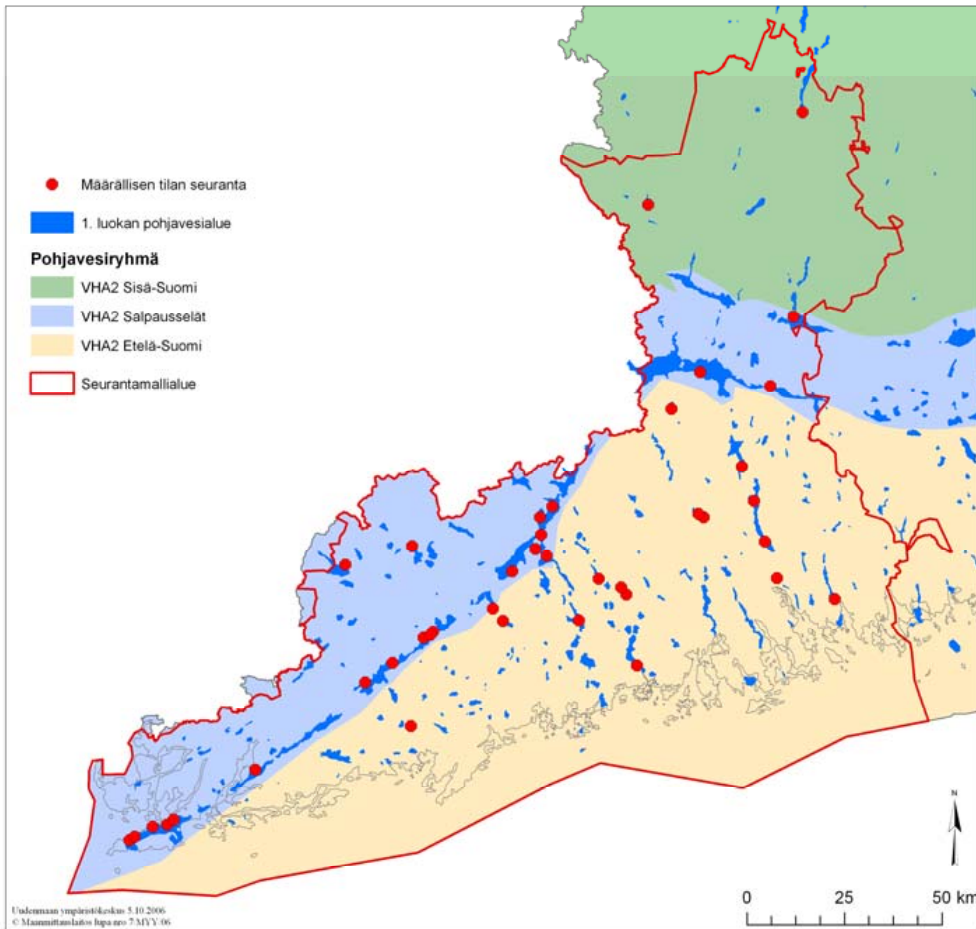 Määrällisen tilan seuranta
1. luokan pohjavesialue
Pohjavesiryhmä
VHA2 Sisä-Suomi
VHA2 Salpausselät
VHA2 Etelä-Suomi
Seurantamallialue
N
Uudenmaan ympäristökeskus 5.10.2006
© Maanmittauslaitos lupa nro 7/MYY/06
0 25 50 km